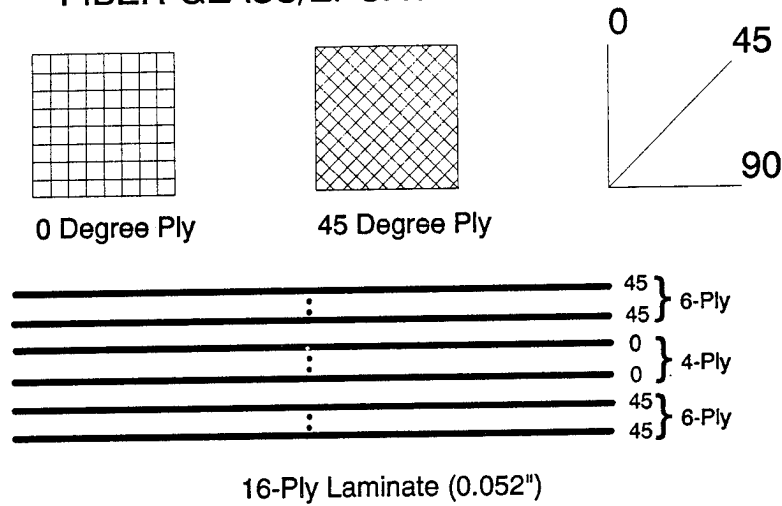 0
45
90
0 Degree Ply
45 Degree Ply
45
45 } 6-Ply
0
0 } 4-Ply
45
45 } 6-Ply
16-Ply Laminate (0.052")